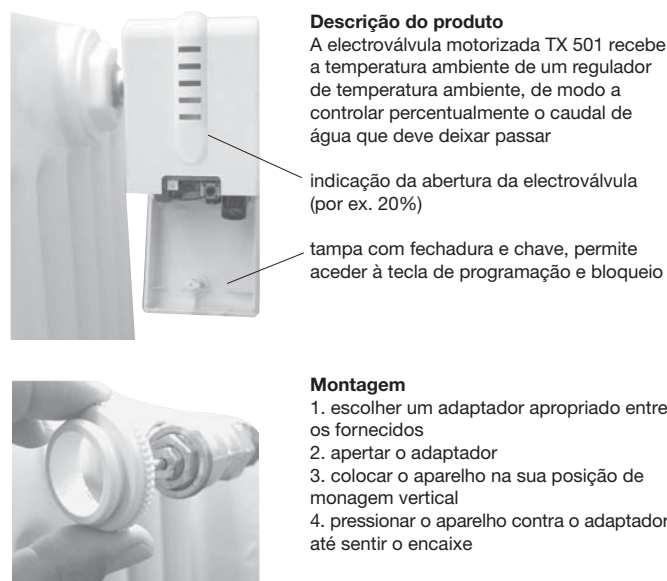 Descrição do produto
A electroválvula motorizada TX 501 recebe
a temperatura ambiente de um regulador
de temperatura ambiente, de modo a
controlar percentualmente o caudal de
água que deve deixar passar
indicação da abertura da electroválvula
(por ex. 20%)
tampa com fechadura e chave, permite
aceder à tecla de programação e bloqueio
Montagem
1. escolher um adaptador apropriado entre
os fornecidos
2. apertar o adaptador
3. colocar o aparelho na sua posição de
monagem vertical
4. pressionar o aparelho contra o adaptador
até sentir o encaixe